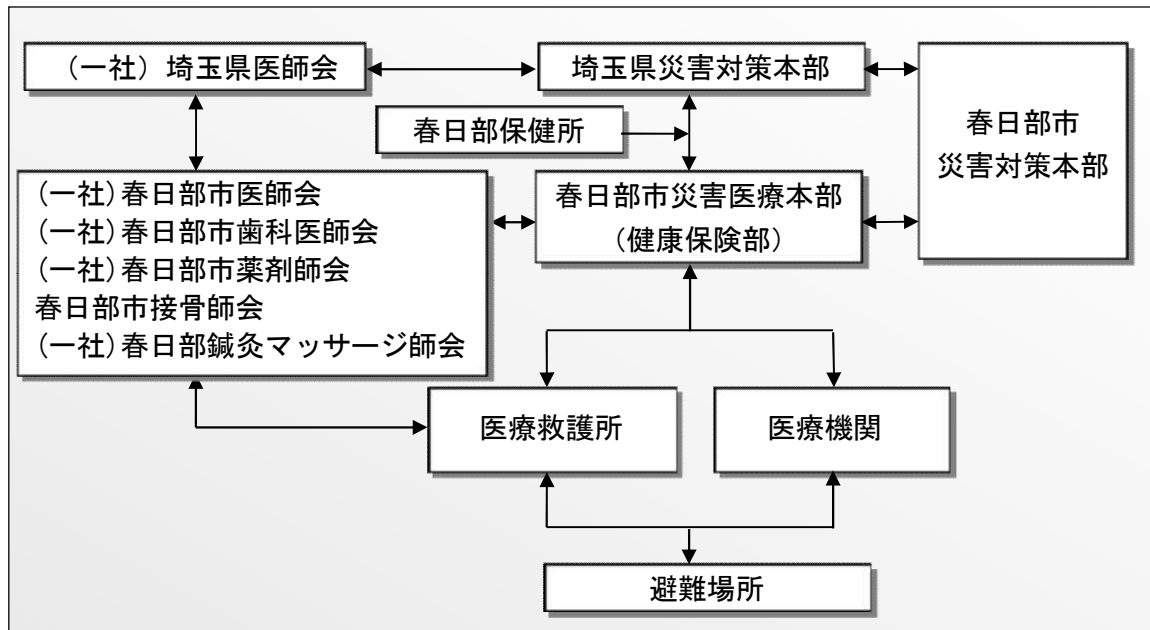 （一社）埼玉県医師会
埼玉県災害対策本部
春日部市
災害対策本部
春日部保健所
（一社）春日部市医師会
（一社）春日部市歯科医師会
（一社）春日部市薬剤師会
春日部市接骨師会
（一社）春日部鍼灸マッサージ師会
春日部市災害医療本部
（健康保険部）
医療救護所
医療機関
避難場所